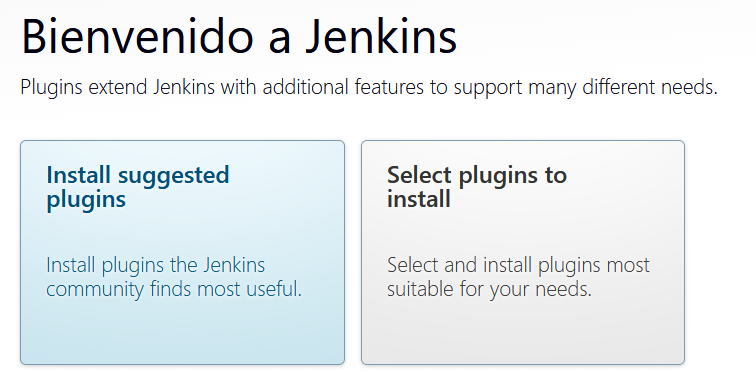 Bienvenido a Jenkins
Plugins extend Jenkins with additional features to support many different needs.
Install suggested
plugins
Install plugins the Jenkins
community finds most useful.
Select plugins to
install
Select and install plugins most
suitable for your needs.